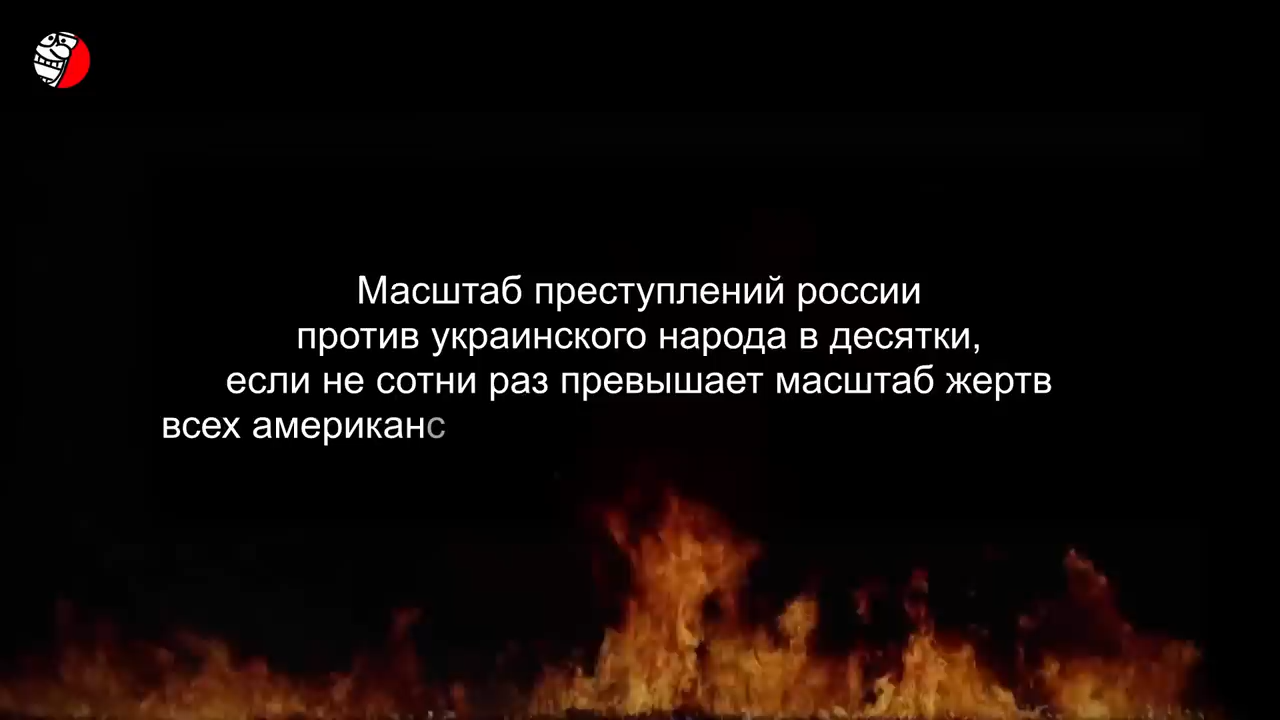 Масштаб преступлений россии
против украинского народа в десятки,
если не сотни раз превышает масштаб жертв
всех американс